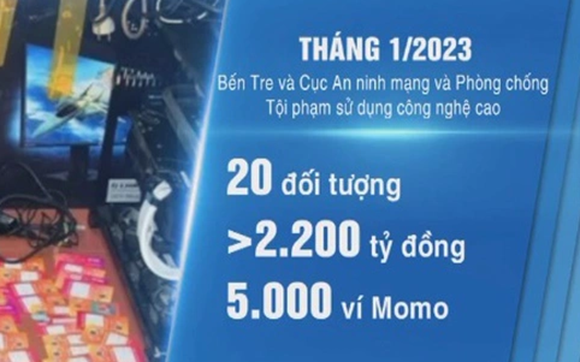 THÁNG 1/2023
Bến Tre và Cục An ninh mạng và Phòng chống
Tội phạm sử dụng công nghệ cao
20 đối tượng
>2.200 tỷ đồng
5.000 ví Momo